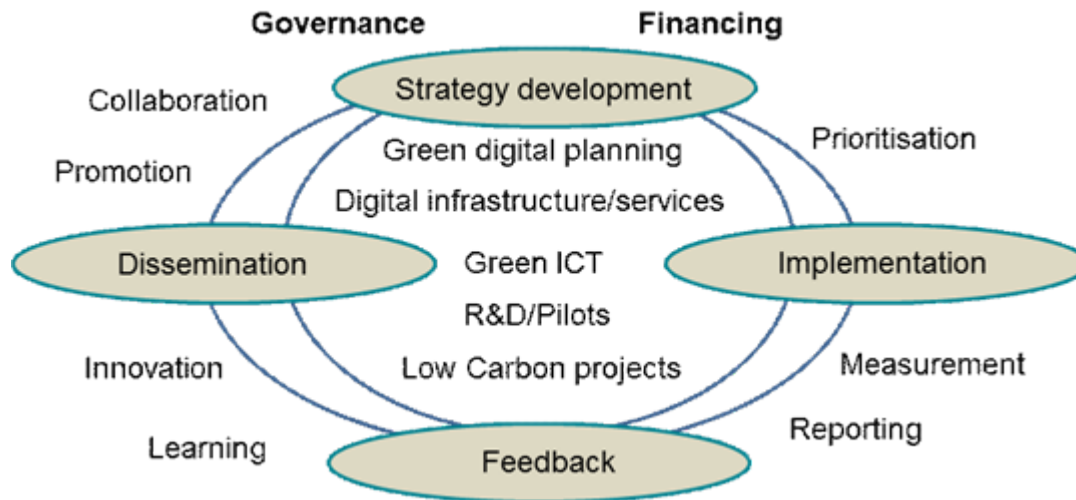 Governance
Financing
Strategy development
Collaboration
Prioritisation
Green digital planning
Promotion
Digital infrastructure/services
Dissemination
Green ICT
Implementation
R&D/Pilots
Innovation
Low Carbon projects
Measurement
Learning
Feedback
Reporting